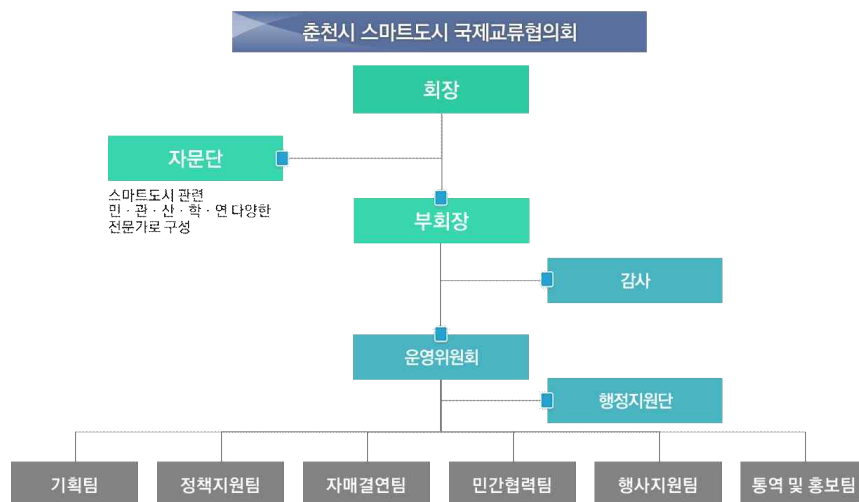 춘천시 스마트도시 국제교류협의회
회장
자문단
스마트도시 관련
민·관·산·학·연 다양한
전문가로 구성
부회장
감사
운영위원회
행정지원단
기획팀
정책지원팀
자매결연팀
민간협력팀
행사지원팀
통역 및 홍보팀